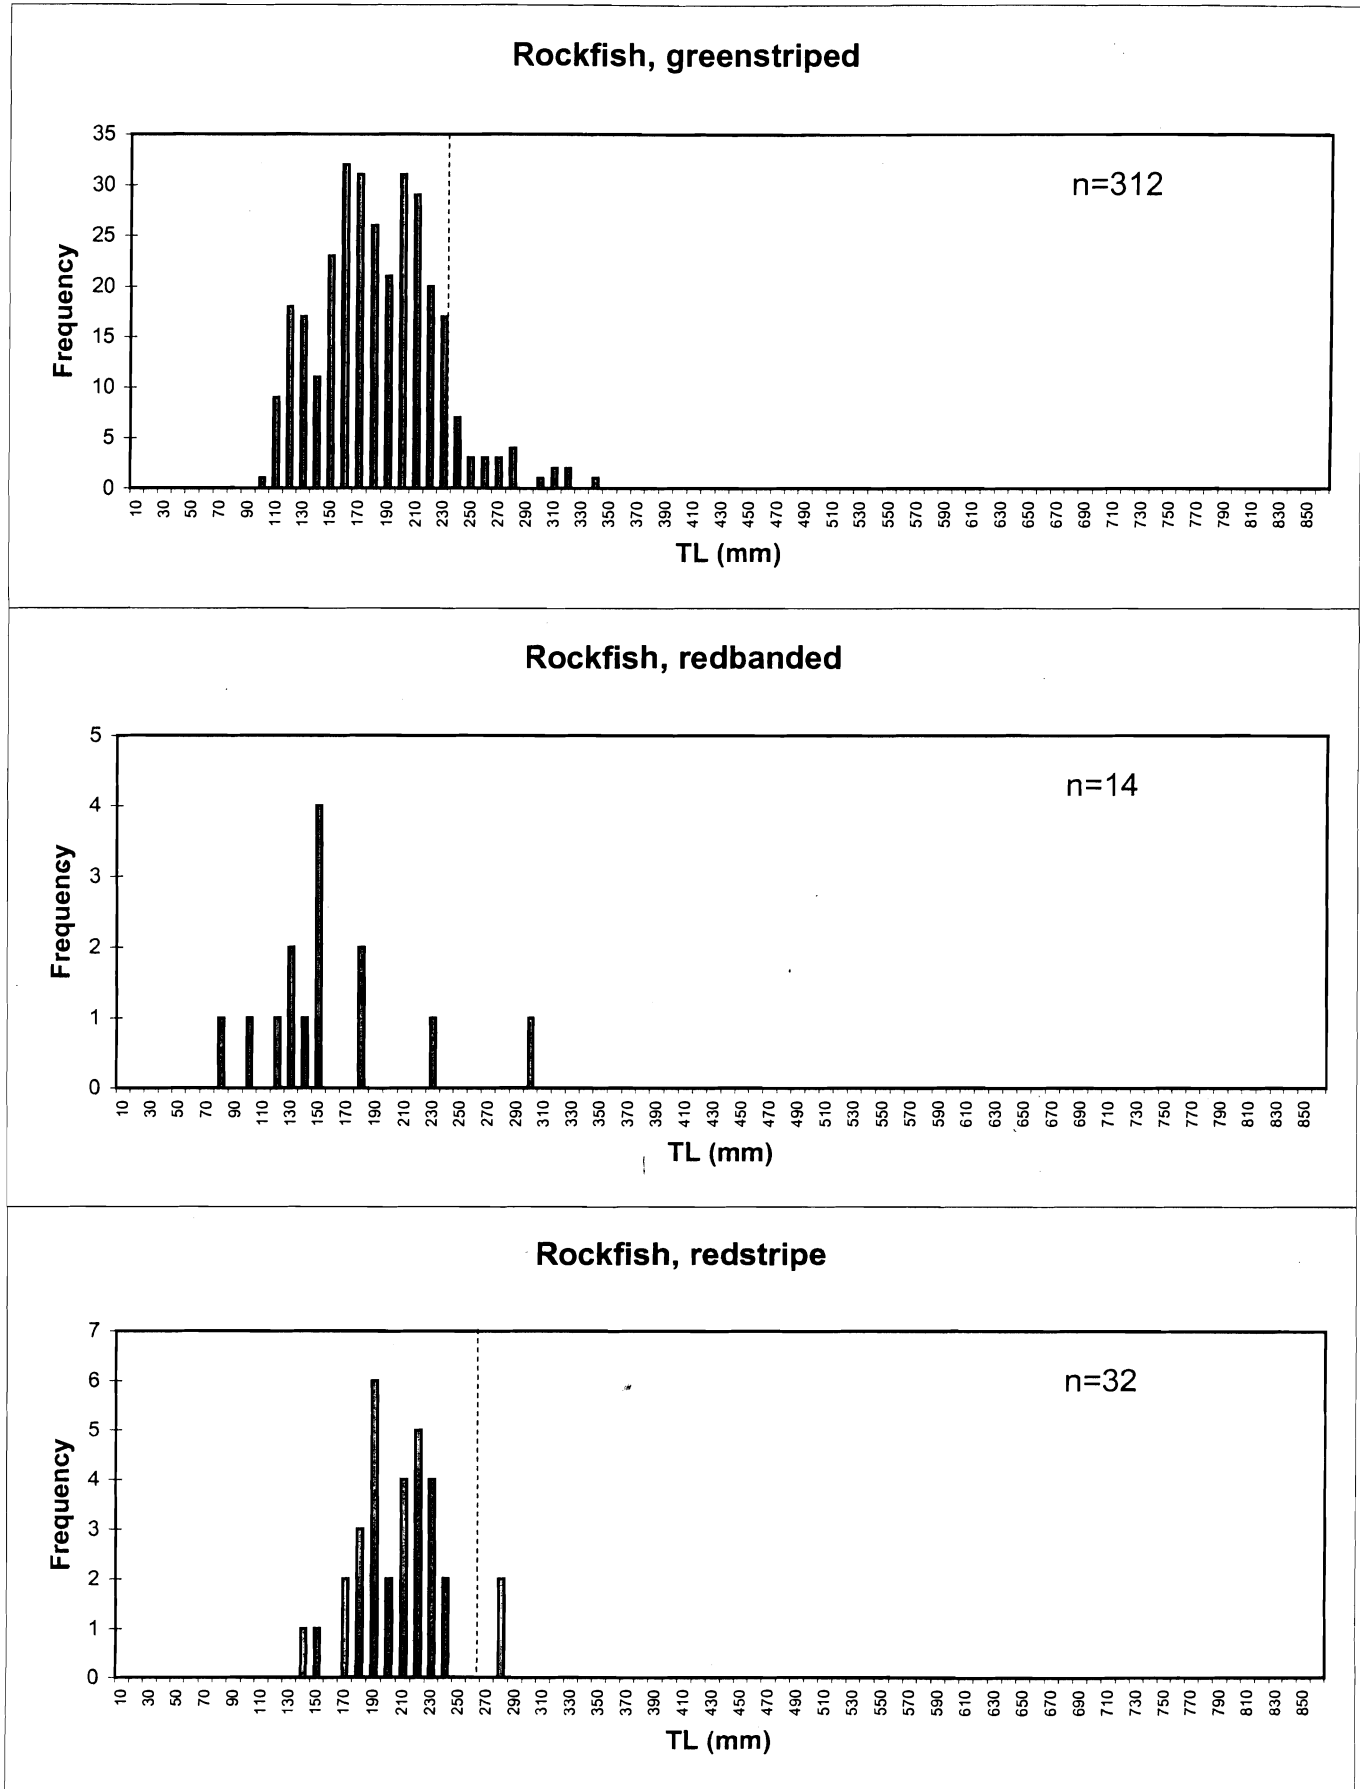 Rockfish, greenstriped
35
30
25
20
15
10
5
0
Frequency
n=312
10 30 50 70 90 110 130 150 170 190 210 230 250 270 290 310 330 350 370 390 410 430 450 470 490 510 530 550 570 590 610 630 650 670 690 710 730 750 770 790 810 830 850
TL (mm)
Rockfish, redbanded
5
4
3
2
1
0
Frequency
n=14
10 30 50 70 90 110 130 150 170 190 210 230 250 270 290 310 330 350 370 390 410 430 450 470 490 510 530 550 570 590 610 630 650 670 690 710 730 750 770 790 810 830 850
TL (mm)
Rockfish, redstripe
7
6
5
4
3
2
1
0
Frequency
n=32
10 30 50 70 90 110 130 150 170 190 210 230 250 270 290 310 330 350 370 390 410 430 450 470 490 510 530 550 570 590 610 630 650 670 690 710 730 750 770 790 810 830 850
TL (mm)